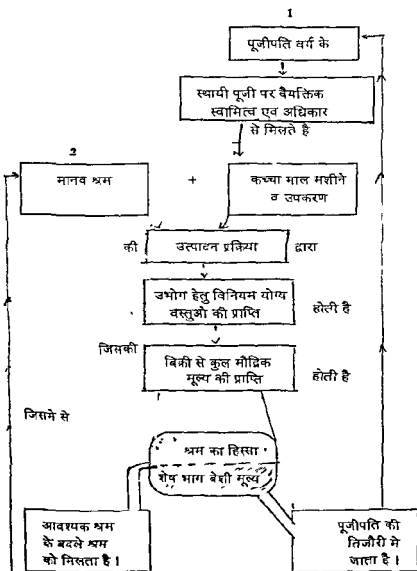 1
पूजीपति वर्ग के
स्थायी पूजी पर वैयक्तिक
स्वामित्व एव अधिकार
से मिलते है
2
मानव श्रम
+
कच्चा माल मशीने
व उपकरण
की
उत्पादन प्रक्रिया
द्वारा
उभोग हेतु विनियम योग्य
वस्तुओ की प्राप्ति
होती है
जिसकी
बिक्री से कुल मौद्रिक
मूल्य की प्राप्ति
होती है
जिसमे से
श्रम का हिस्सा
शेष भाग बेशी मूल्य
आवश्यक श्रम
के बदले श्रम
को मिलता है।
पूजीपति की
तिजोरी मे
जाता है।